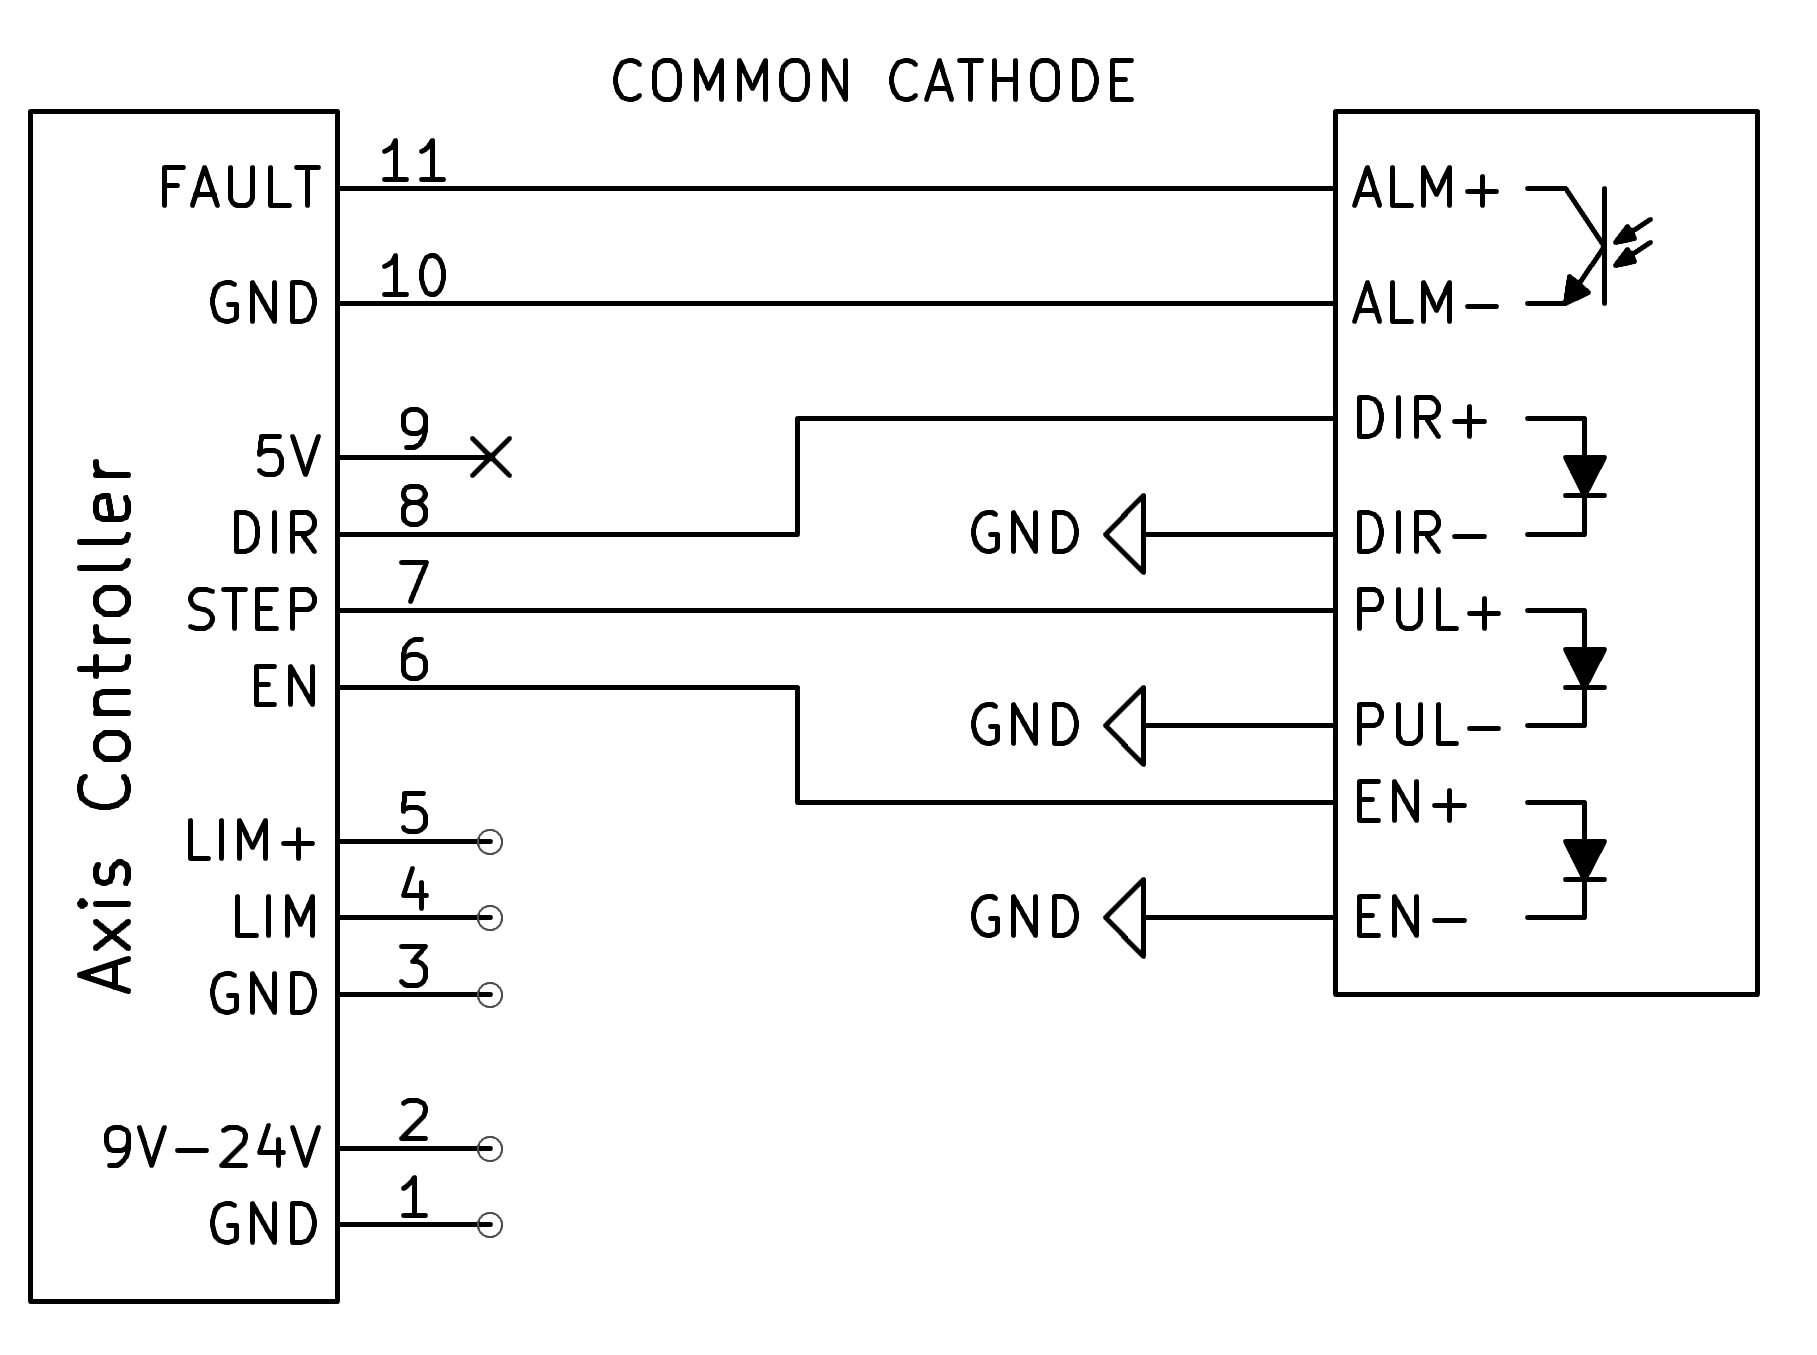 COMMON CATHODE
Axis Controller
FAULT 11 ALM+
GND 10 ALM-
DIR+
5V 9
DIR 8 GND DIR-
STEP 7 PUL+
EN 6
GND PUL-
EN+
LIM+ 5
LIM 4 GND EN-
GND 3
9V-24V 2
GND 1